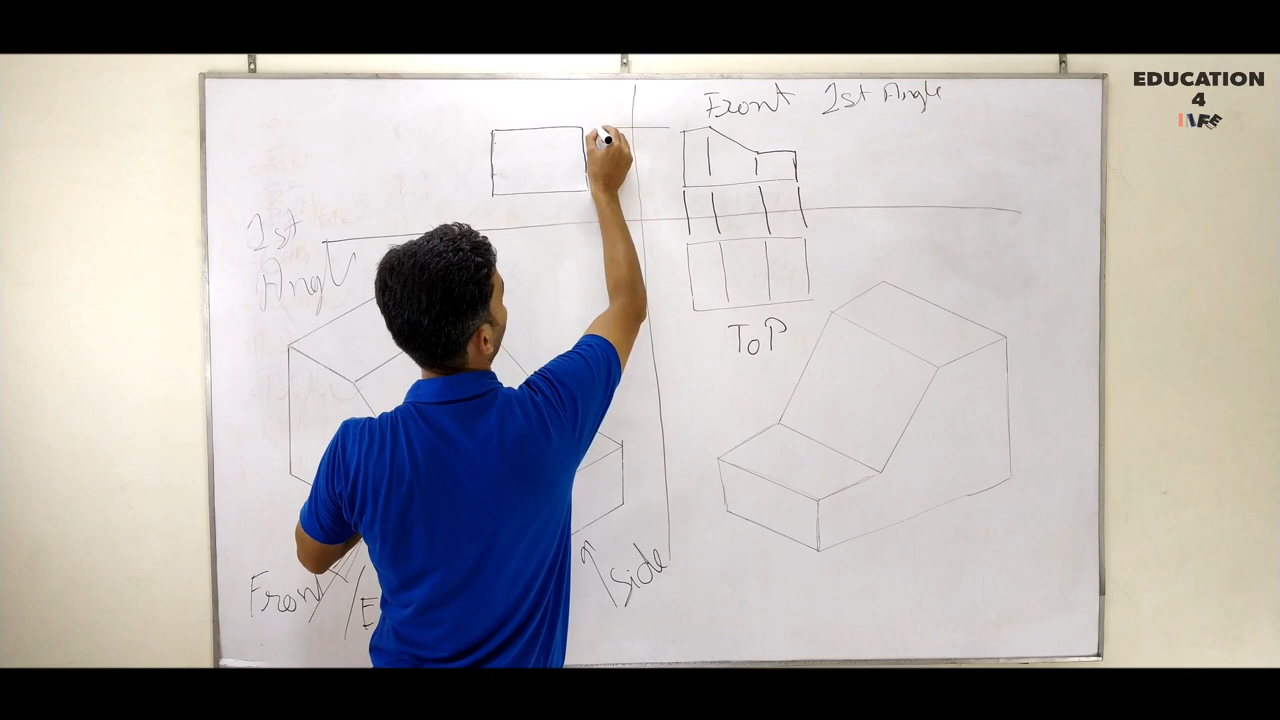 EDUCATION
4
LIFE
Front 1st Angle
1st
Angle
TOP
Front
E
Side